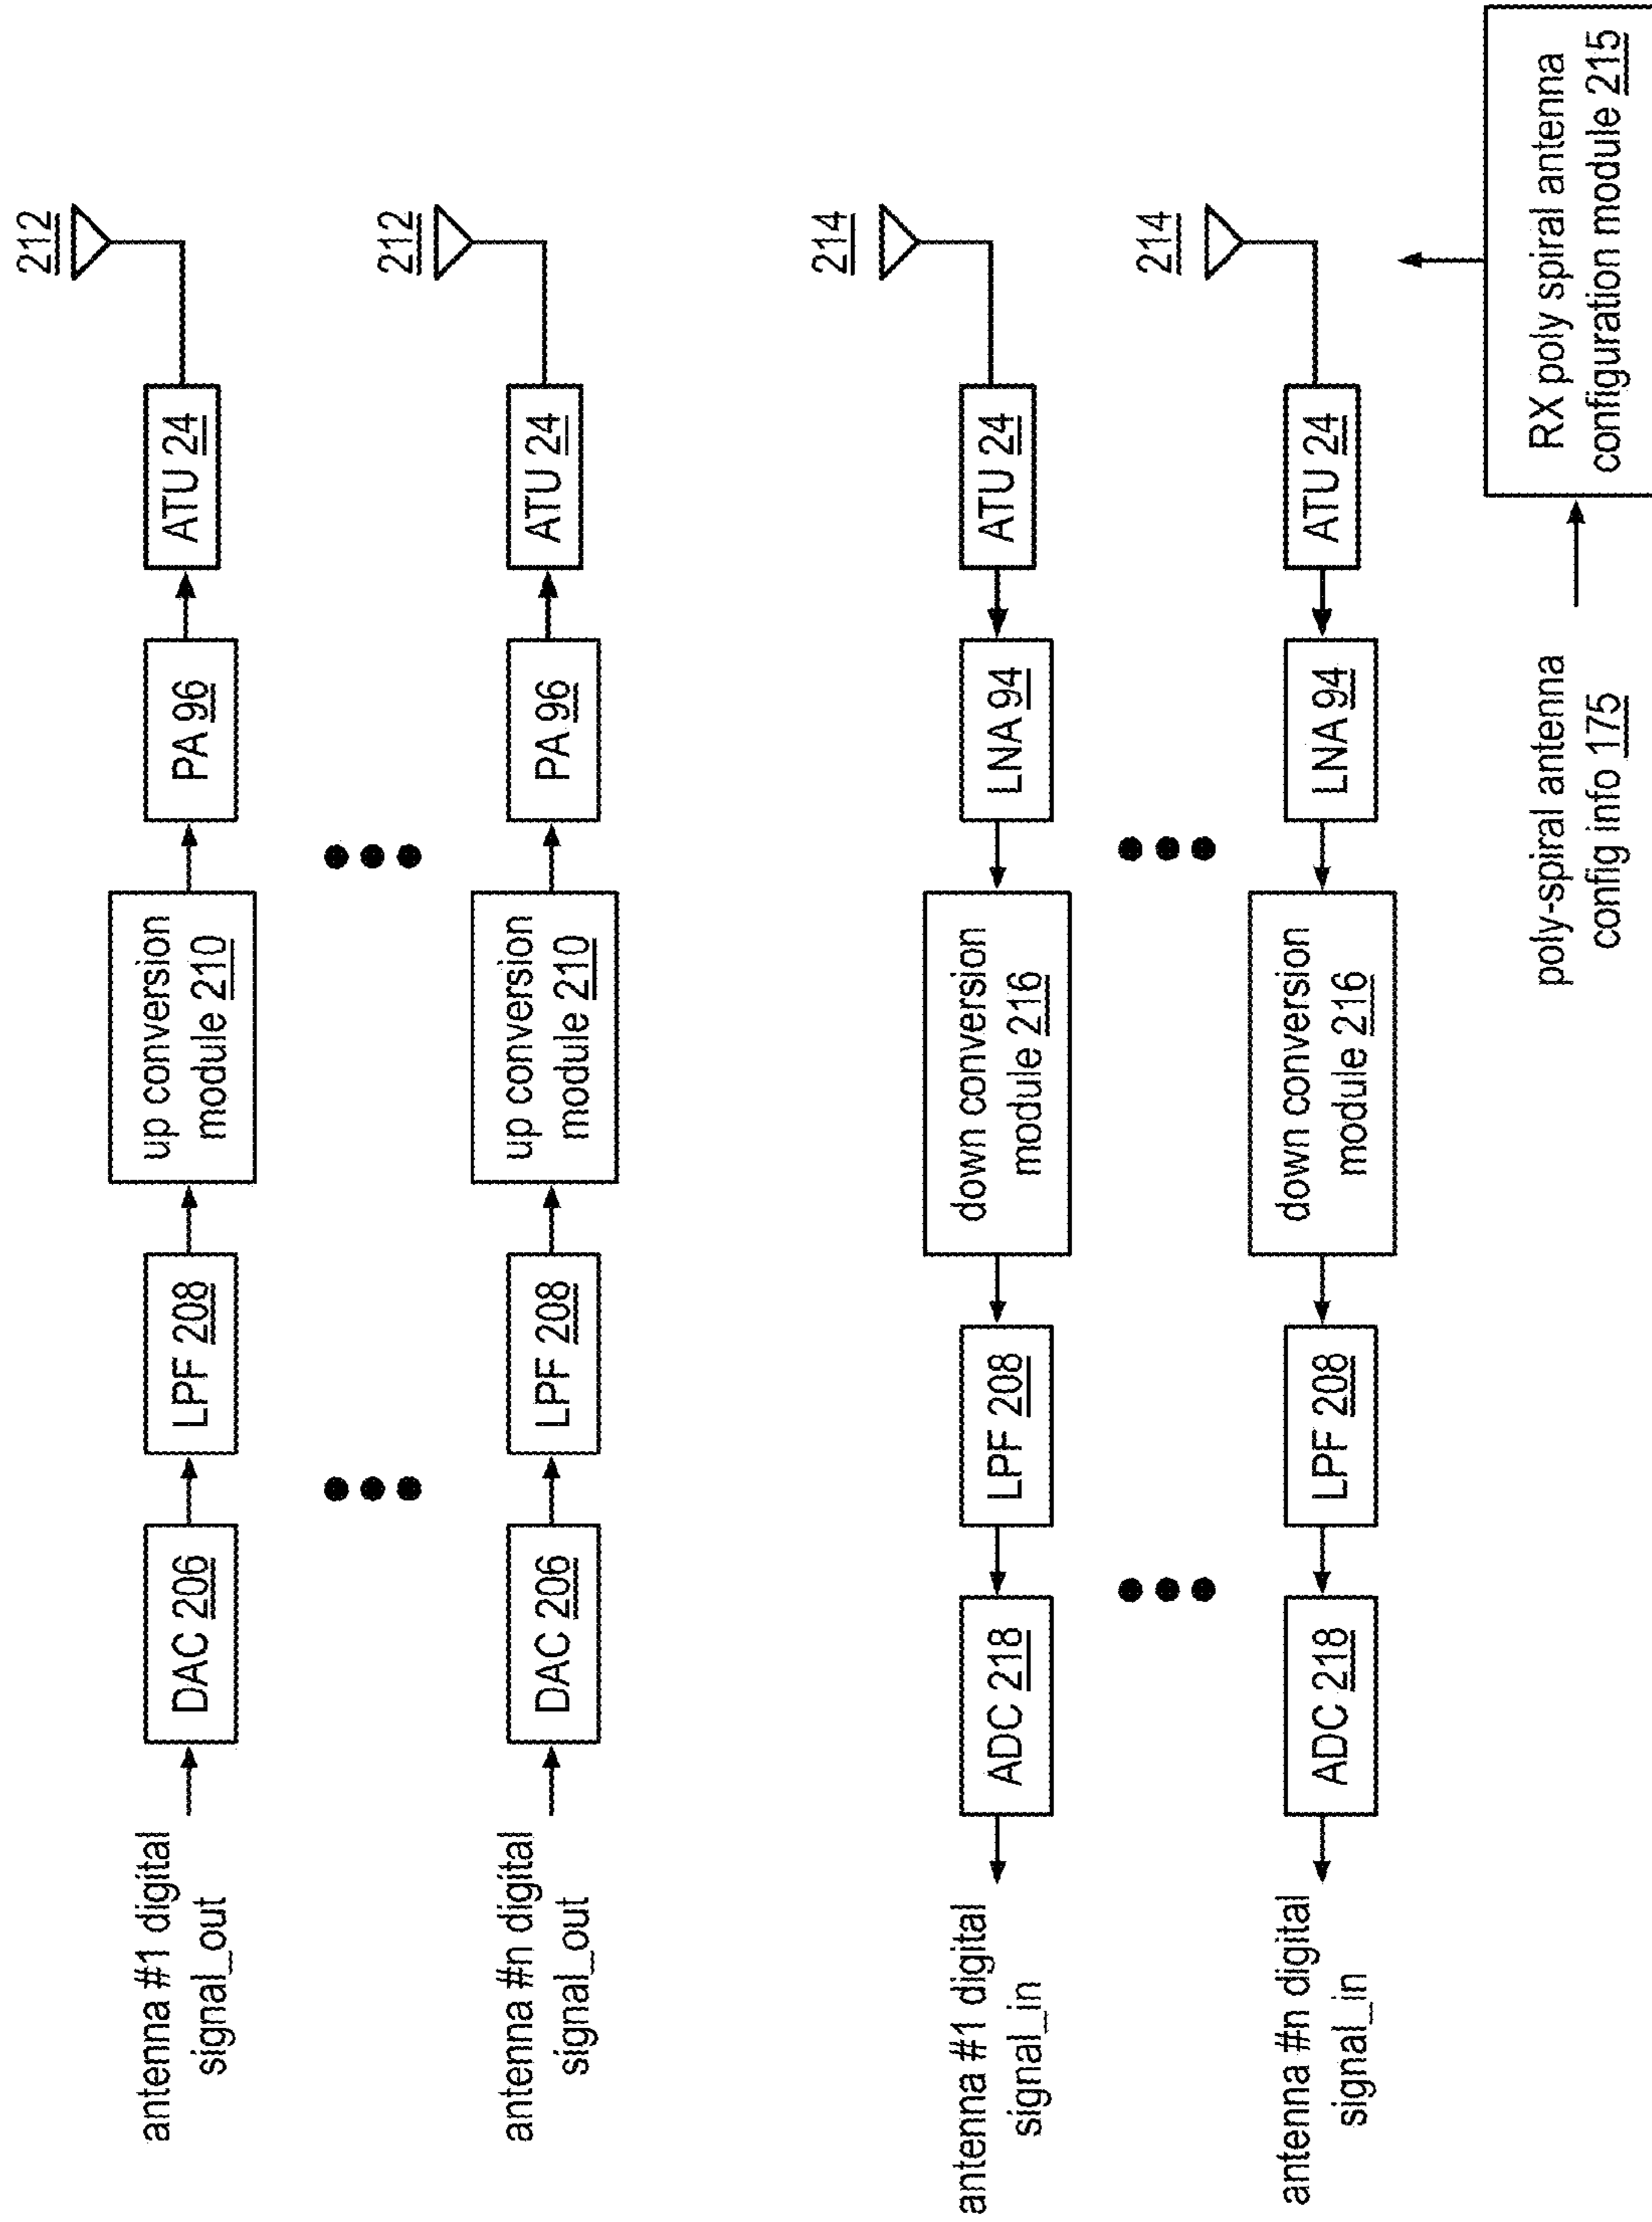 212
antenna #1 digital
signal_out
DAC 206
LPF 208
up conversion
module 210
PA 96
ATU 24
212
antenna #n digital
signal_out
DAC 206
LPF 208
up conversion
module 210
PA 96
ATU 24
214
antenna #1 digital
signal_in
ADC 218
LPF 208
down conversion
module 216
LNA 94
ATU 24
214
antenna #n digital
signal_in
ADC 218
LPF 208
down conversion
module 216
LNA 94
ATU 24
poly-spiral antenna
config info 175
RX poly spiral antenna
configuration module 215